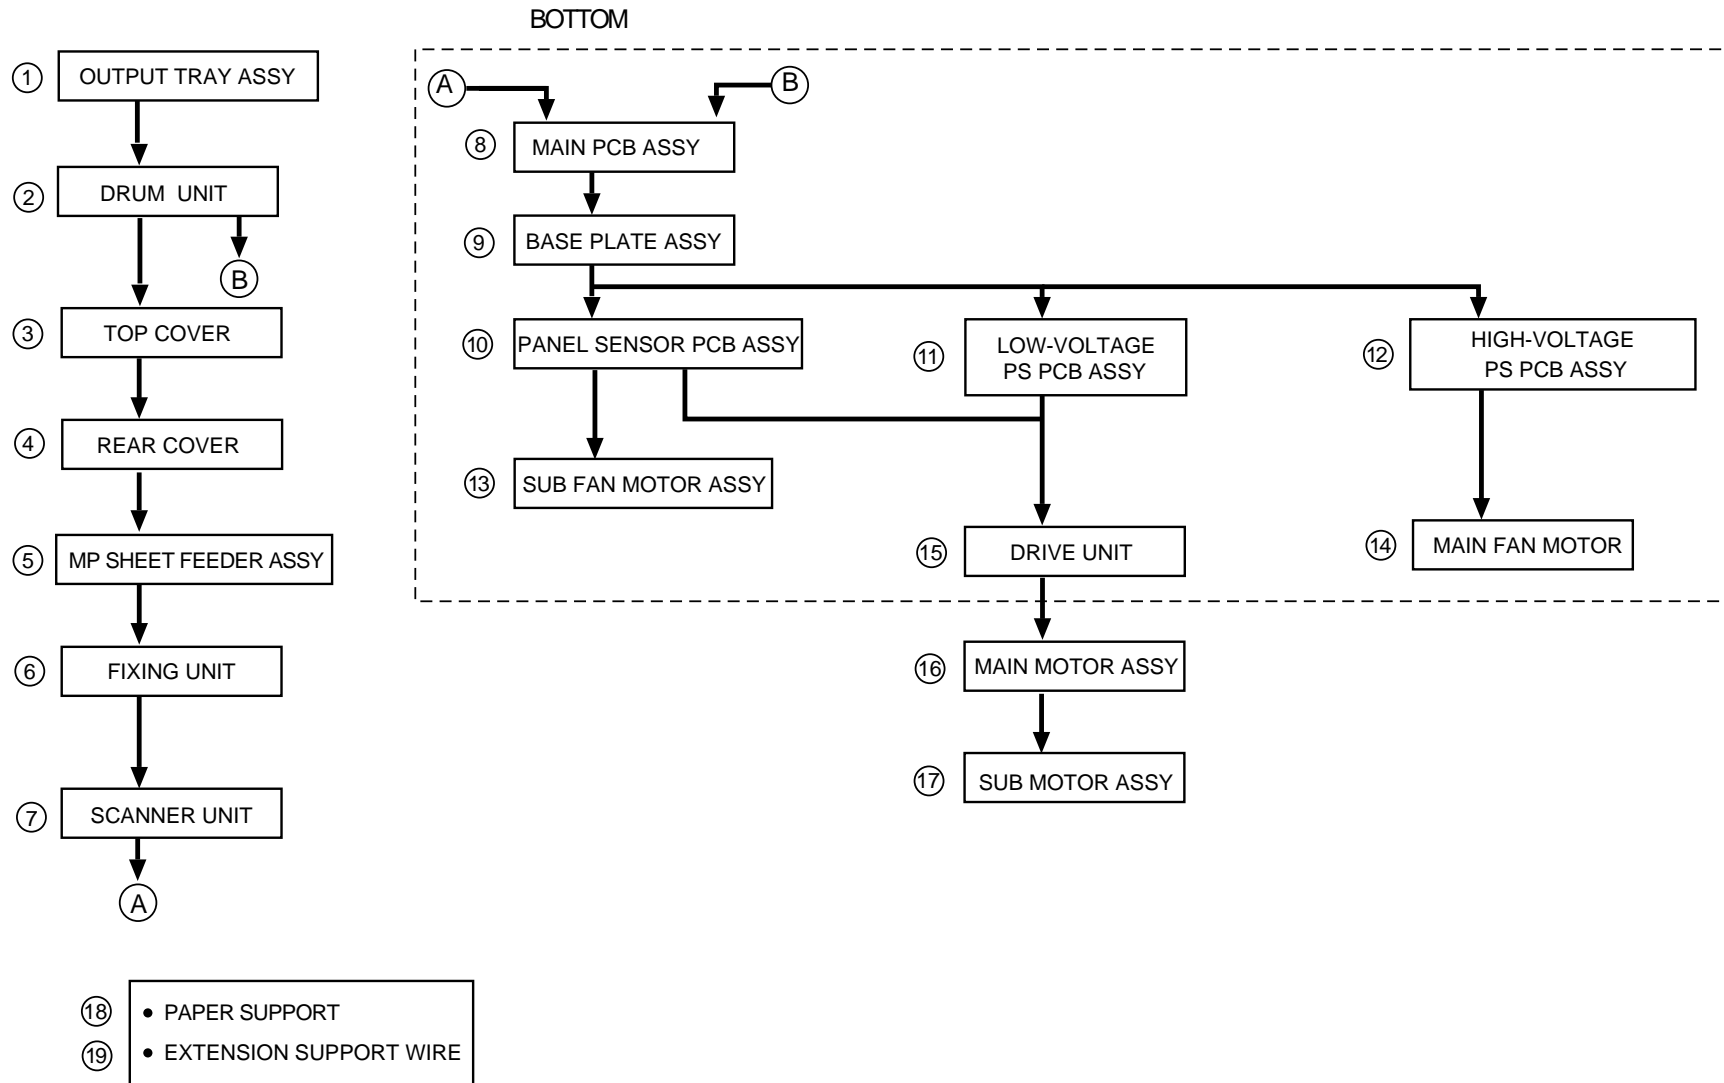 BOTTOM
1 OUTPUT TRAY ASSY
2 DRUM UNIT
B
3 TOP COVER
4 REAR COVER
5 MP SHEET FEEDER ASSY
6 FIXING UNIT
7 SCANNER UNIT
A
A
B
8 MAIN PCB ASSY
9 BASE PLATE ASSY
10 PANEL SENSOR PCB ASSY
11 LOW-VOLTAGE
PS PCB ASSY
12 HIGH-VOLTAGE
PS PCB ASSY
13 SUB FAN MOTOR ASSY
14 MAIN FAN MOTOR
15 DRIVE UNIT
16 MAIN MOTOR ASSY
17 SUB MOTOR ASSY
18 • PAPER SUPPORT
19 • EXTENSION SUPPORT WIRE